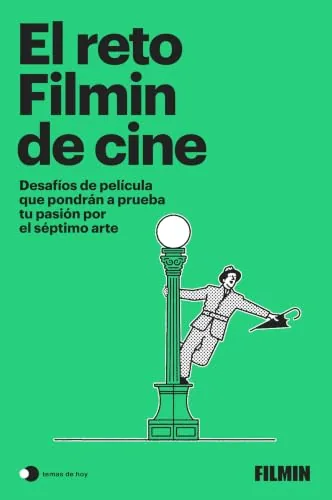 El reto
Filmin
de cine
Desafíos de película
que pondrán a prueba
tu pasión por
el séptimo arte
temas de hoy
FILMIN